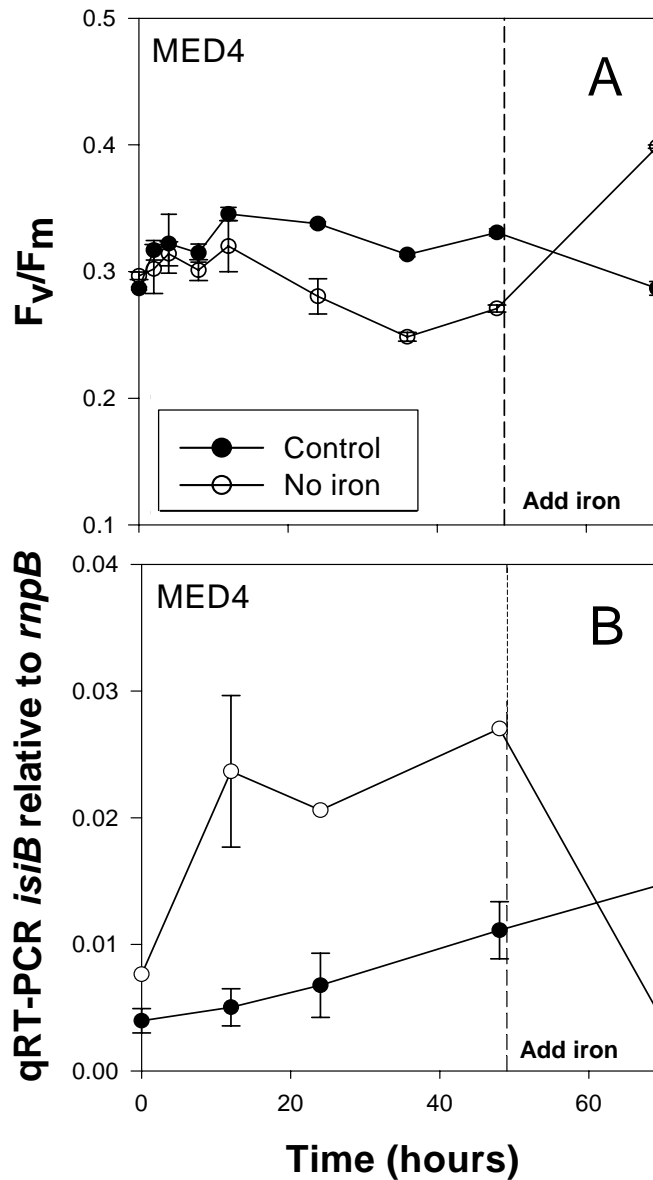 0.5
MED4
A
0.4
Fv/Fm
0.3
0.2
Control
No iron
Add iron
0.1
0.04
MED4
B
0.03
qRT-PCR isiB relative to rnpB
0.02
0.01
Add iron
0.00
0 20 40 60
Time (hours)